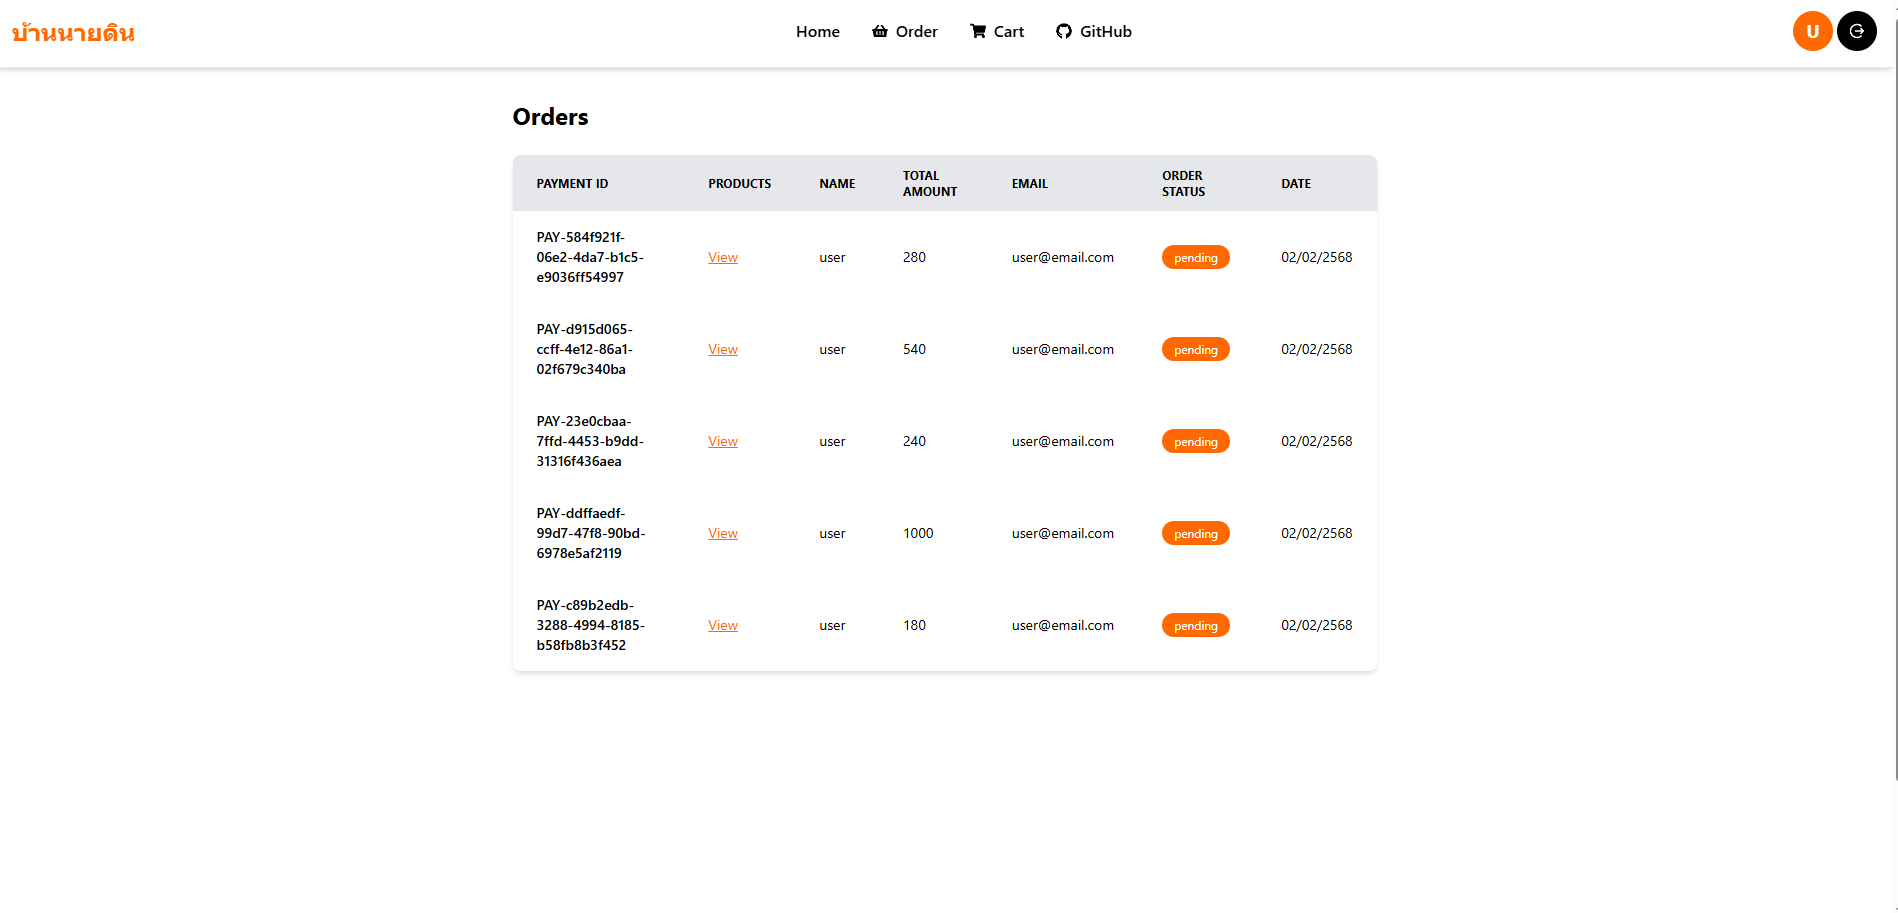 บ้านนายดิน
Home Order Cart GitHub
U
Orders
PAYMENT ID PRODUCTS NAME TOTAL AMOUNT EMAIL ORDER STATUS DATE
PAY-584f921f-
06e2-4da7-b1c5-
e9036ff54997
View user 280 user@email.com pending 02/02/2568
PAY-d915d065-
ccff-4e12-86a1-
02f679c340ba
View user 540 user@email.com pending 02/02/2568
PAY-23e0cbaa-
7ffd-4453-b9dd-
31316f436aea
View user 240 user@email.com pending 02/02/2568
PAY-ddffaedf-
99d7-47f8-90bd-
6978e5af2119
View user 1000 user@email.com pending 02/02/2568
PAY-c89b2edb-
3288-4994-8185-
b58fb8b3f452
View user 180 user@email.com pending 02/02/2568